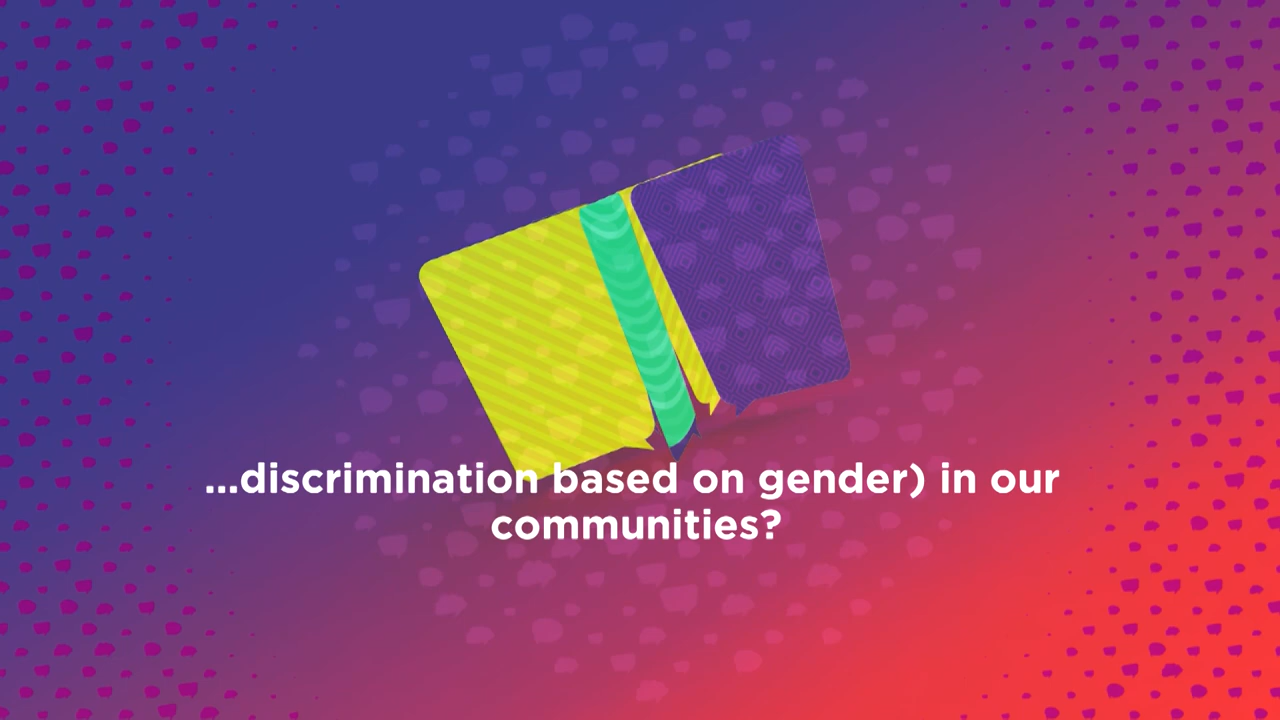 ...discrimination based on gender) in our
communities?